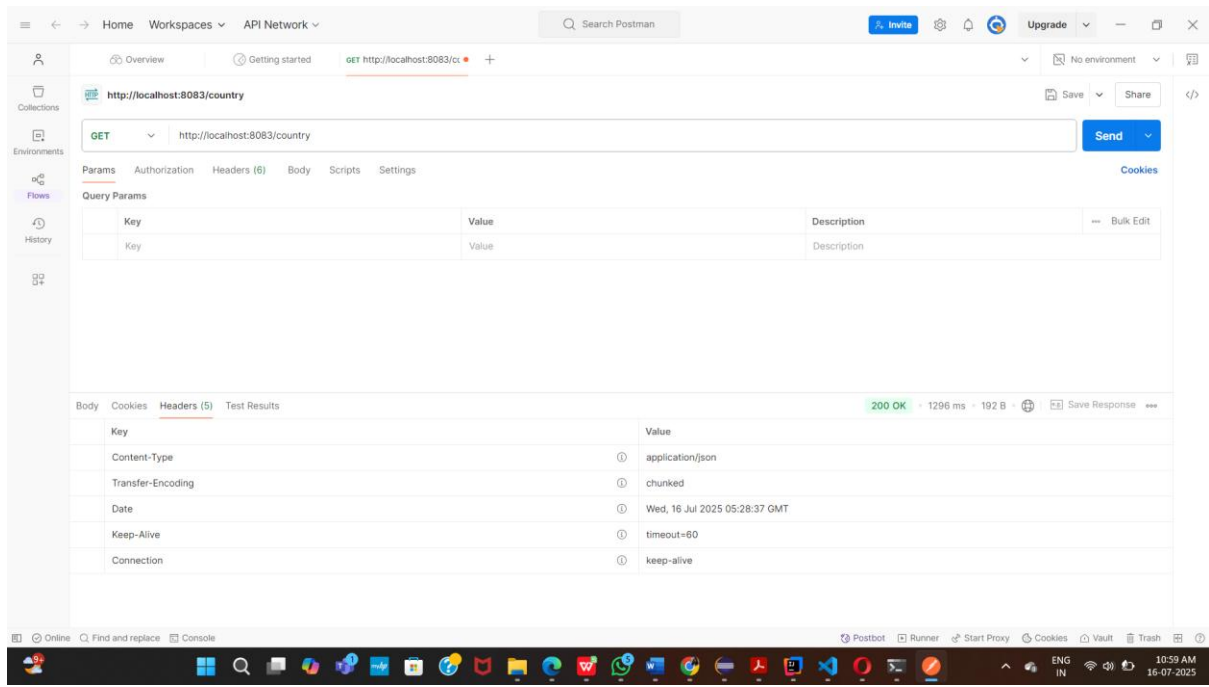 Home Workspaces API Network Search Postman Invite Upgrade
Overview Getting started GET http://localhost:8083/cc No environment
HTTP http://localhost:8083/country Save Share
Collections
GET http://localhost:8083/country Send
Environments
Params Authorization Headers (6) Body Scripts Settings Cookies
Flows
Query Params
Key Value Description Bulk Edit
History
Key Value Description
Body Cookies Headers (5) Test Results 200 OK 1296 ms 192 B Save Response
Key Value
Content-Type application/json
Transfer-Encoding chunked
Date Wed, 16 Jul 2025 05:28:37 GMT
Keep-Alive timeout=60
Connection keep-alive
Online Find and replace Console Postbot Runner Start Proxy Cookies Vault Trash
9+ ENG 10:59 AM
IN 16-07-2025